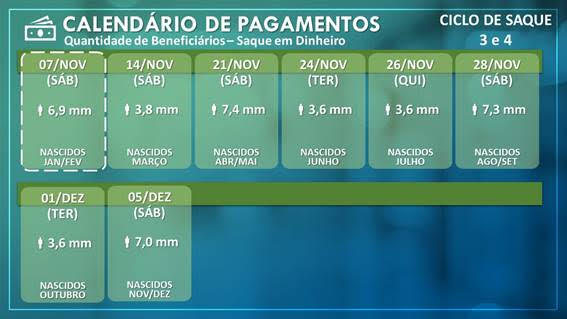 CALENDÁRIO DE PAGAMENTOS
Quantidade de Beneficiários – Saque em Dinheiro
CICLO DE SAQUE
3 e 4
07/NOV
(SÁB)
6,9 mm
NASCIDOS
JAN/FEV
14/NOV
(SÁB)
3,8 mm
NASCIDOS
MARÇO
21/NOV
(SÁB)
7,4 mm
NASCIDOS
ABR/MAI
24/NOV
(TER)
3,6 mm
NASCIDOS
JUNHO
26/NOV
(QUI)
3,6 mm
NASCIDOS
JULHO
28/NOV
(SÁB)
7,3 mm
NASCIDOS
AGO/SET
01/DEZ
(TER)
3,6 mm
NASCIDOS
OUTUBRO
05/DEZ
(SÁB)
7,0 mm
NASCIDOS
NOV/DEZ